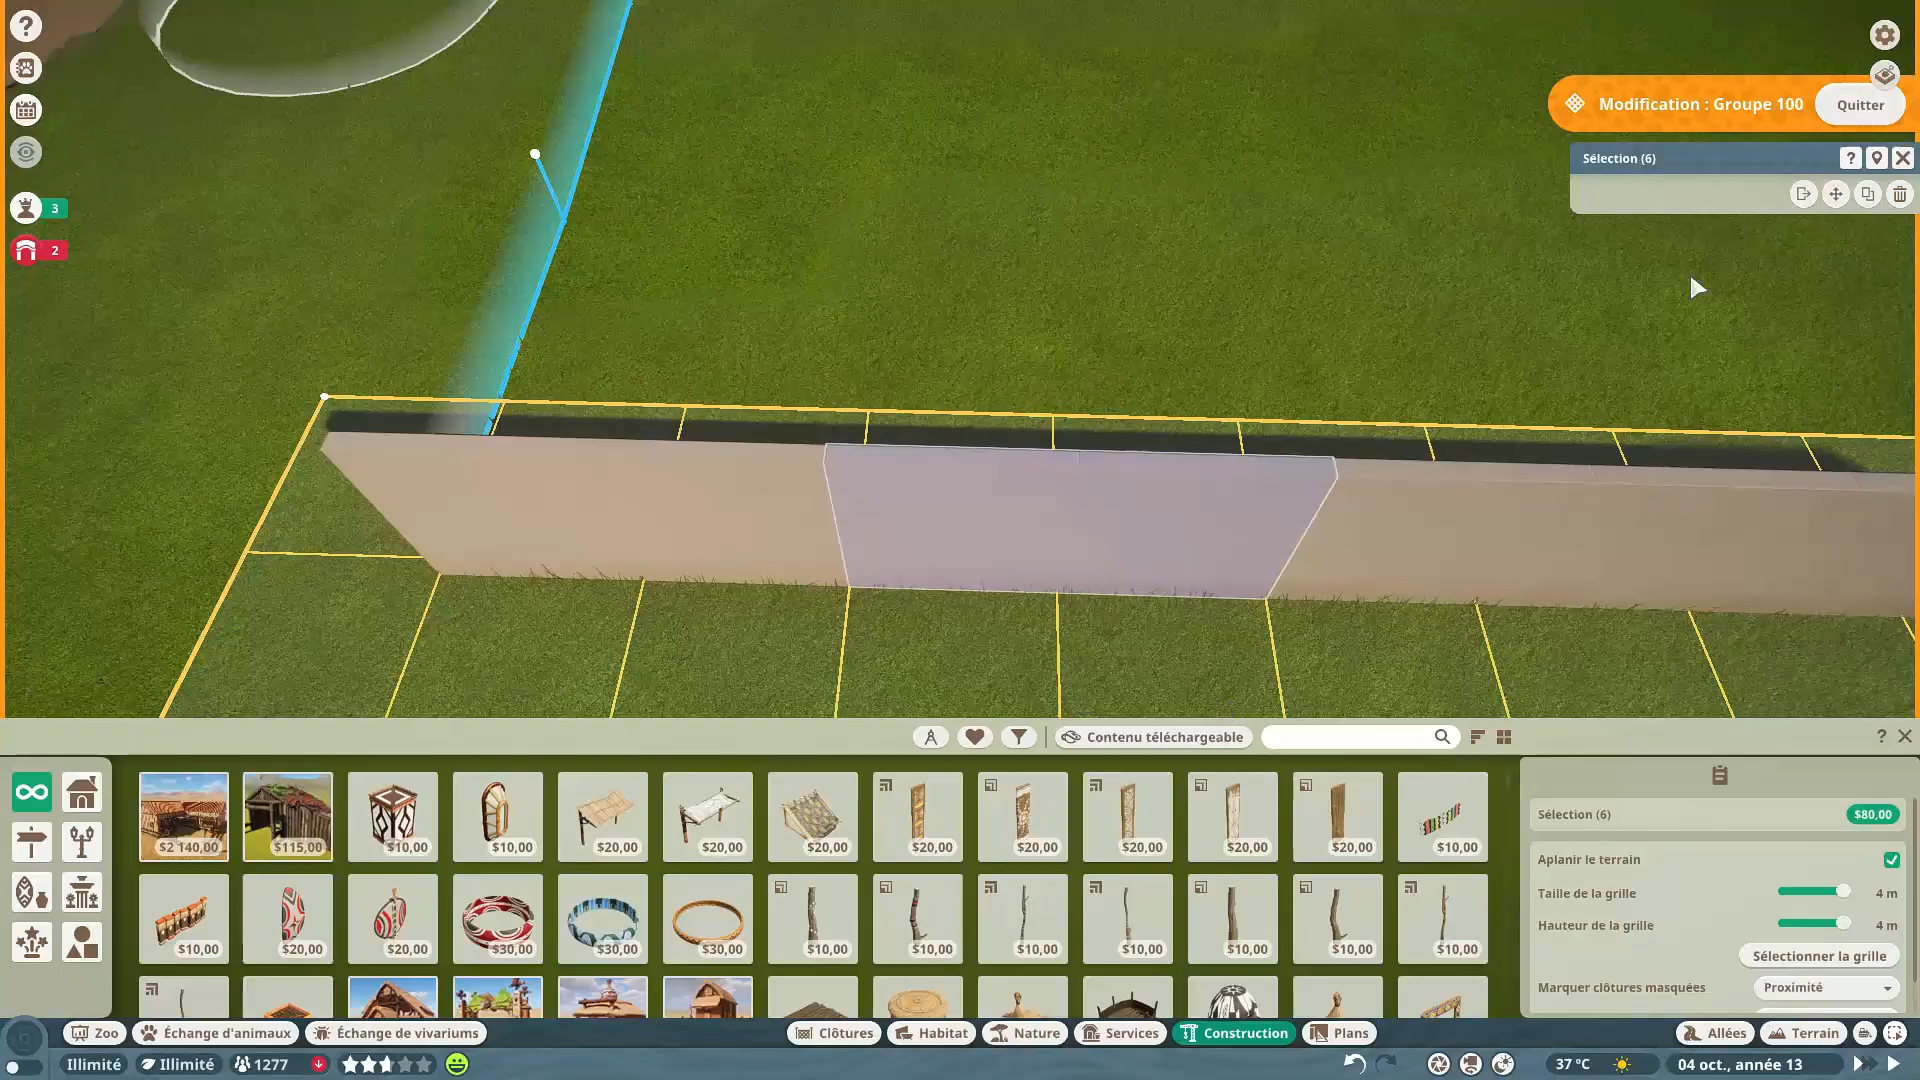 Modification : Groupe 100
Quitter
Sélection (6)
?
3
2
Contenu téléchargeable
?
$2 140,00
$115,00
$10,00
$10,00
$20,00
$20,00
$20,00
$20,00
$20,00
$20,00
$20,00
$20,00
$10,00
$10,00
$20,00
$20,00
$30,00
$30,00
$30,00
$10,00
$10,00
$10,00
$10,00
$10,00
$10,00
$10,00
Sélection (6)
$80,00
Aplanir le terrain
Taille de la grille
4 m
Hauteur de la grille
4 m
Sélectionner la grille
Marquer clôtures masquées
Proximité
Zoo
Échange d'animaux
Échange de vivariums
Clôtures
Habitat
Nature
Services
Construction
Plans
Allées
Terrain
Illimité
Illimité
1277
37 °C
04 oct., année 13